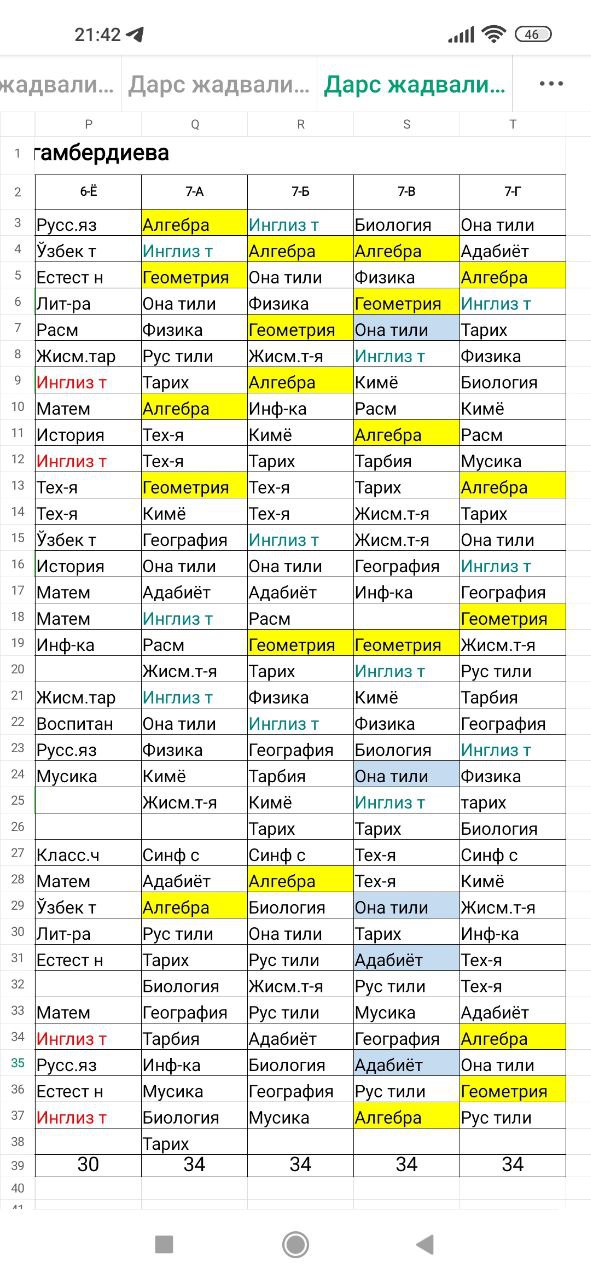 21:42 46
жадвали... Дарс жадвали... Дарс жадвали...
P Q R S T
1 гамбердиева
2 6-Ё 7-А 7-Б 7-В 7-Г
3 Русс.яз Алгебра Инглиз т Биология Она тили
4 Ўзбек т Инглиз т Алгебра Алгебра Адабиёт
5 Естест н Геометрия Она тили Физика Алгебра
6 Лит-ра Она тили Физика Геометрия Инглиз т
7 Расм Физика Геометрия Она тили Тарих
8 Жисм.тар Рус тили Жисм.т-я Инглиз т Физика
9 Инглиз т Тарих Алгебра Кимё Биология
10 Матем Алгебра Инф-ка Расм Кимё
11 История Тех-я Кимё Алгебра Расм
12 Инглиз т Тех-я Тарих Тарбия Мусика
13 Тех-я Геометрия Тех-я Тарих Алгебра
14 Тех-я Кимё Тех-я Жисм.т-я Тарих
15 Ўзбек т География Инглиз т Жисм.т-я Она тили
16 История Она тили Она тили География Инглиз т
17 Матем Адабиёт Адабиёт Инф-ка География
18 Матем Инглиз т Расм Геометрия
19 Инф-ка Расм Геометрия Геометрия Жисм.т-я
20 Жисм.т-я Тарих Инглиз т Рус тили
21 Жисм.тар Инглиз т Физика Кимё Тарбия
22 Воспитан Она тили Инглиз т Физика География
23 Русс.яз Физика География Биология Инглиз т
24 Мусика Кимё Тарбия Она тили Физика
25 Жисм.т-я Кимё Инглиз т тарих
26 Тарих Тарих Биология
27 Класс.ч Синф с Синф с Тех-я Синф с
28 Матем Адабиёт Алгебра Тех-я Кимё
29 Ўзбек т Алгебра Биология Она тили Жисм.т-я
30 Лит-ра Рус тили Она тили Тарих Инф-ка
31 Естест н Тарих Рус тили Адабиёт Тех-я
32 Биология Жисм.т-я Рус тили Тех-я
33 Матем География Рус тили Мусика Адабиёт
34 Инглиз т Тарбия Адабиёт География Алгебра
35 Русс.яз Инф-ка Биология Адабиёт Она тили
36 Естест н Мусика География Рус тили Геометрия
37 Инглиз т Биология Мусика Алгебра Рус тили
38 Тарих
39 30 34 34 34 34
40
41